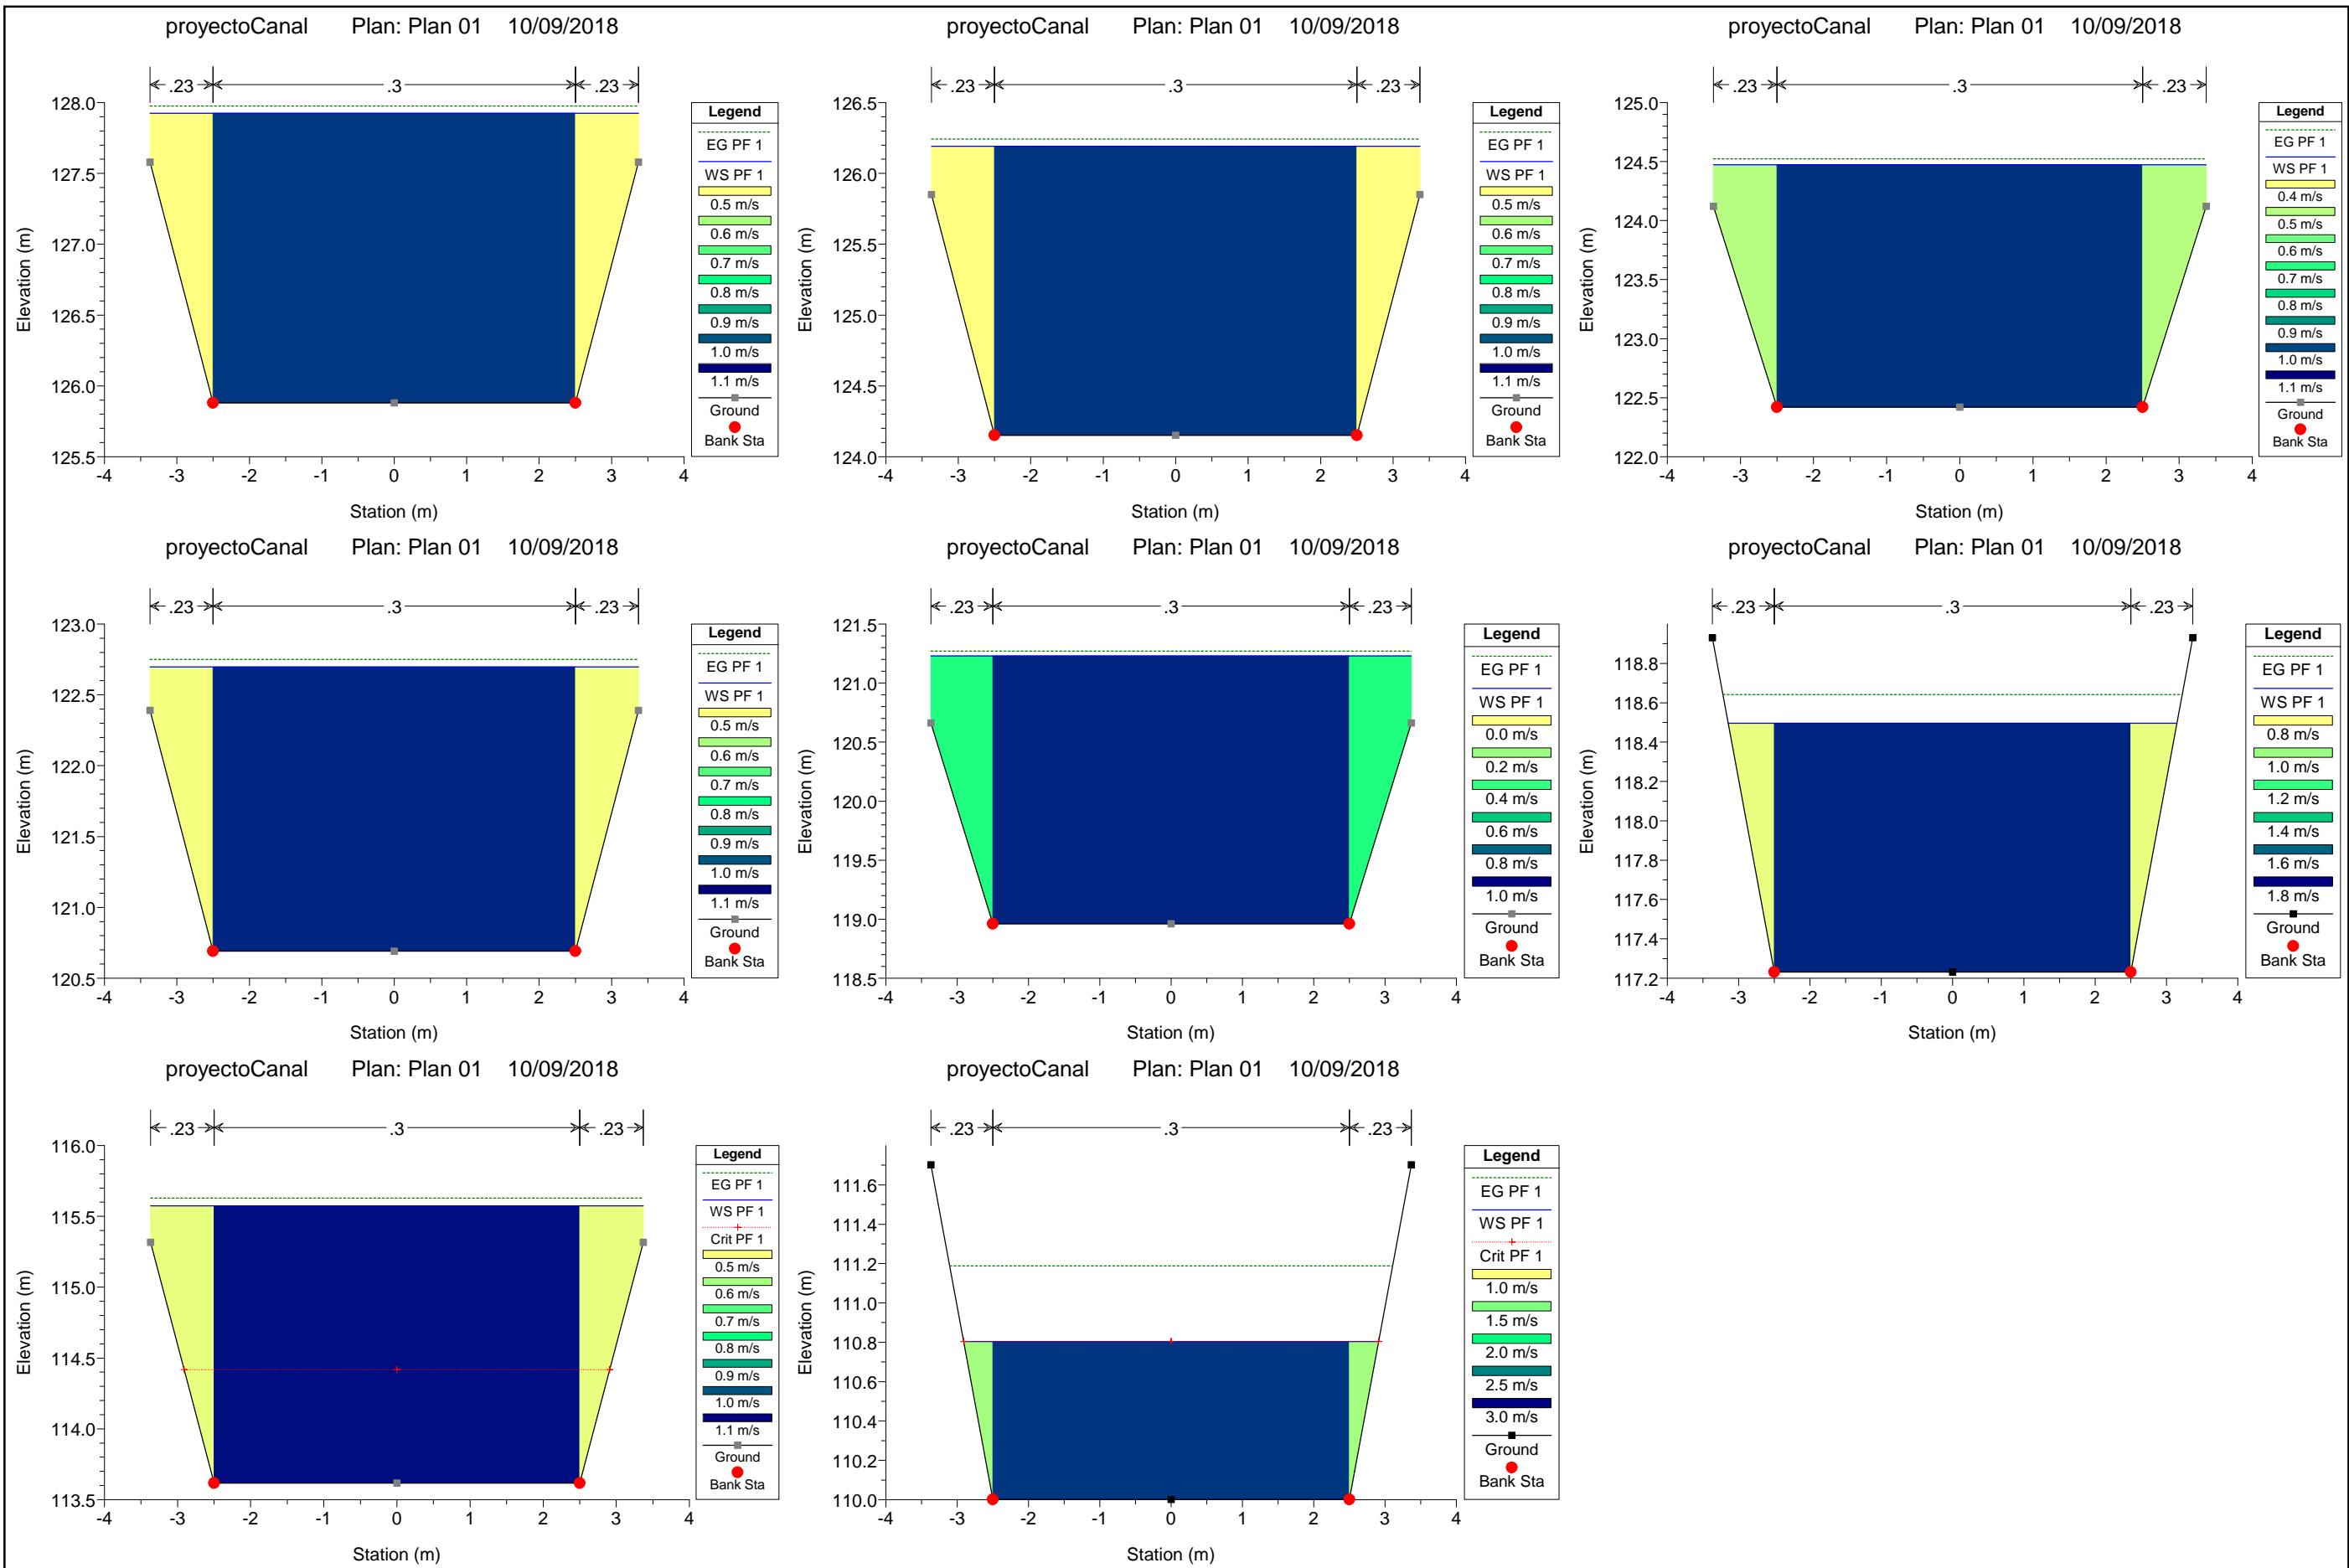 proyectoCanal Plan: Plan 01 10/09/2018
.23 .3 .23
128.0
127.5
127.0
126.5
126.0
125.5
Elevation (m)
-4 -3 -2 -1 0 1 2 3 4
Station (m)
Legend
EG PF 1
WS PF 1
0.5 m/s
0.6 m/s
0.7 m/s
0.8 m/s
0.9 m/s
1.0 m/s
1.1 m/s
Ground
Bank Sta
proyectoCanal Plan: Plan 01 10/09/2018
.23 .3 .23
126.5
126.0
125.5
125.0
124.5
124.0
Elevation (m)
-4 -3 -2 -1 0 1 2 3 4
Station (m)
Legend
EG PF 1
WS PF 1
0.5 m/s
0.6 m/s
0.7 m/s
0.8 m/s
0.9 m/s
1.0 m/s
1.1 m/s
Ground
Bank Sta
proyectoCanal Plan: Plan 01 10/09/2018
.23 .3 .23
125.0
124.5
124.0
123.5
123.0
122.5
122.0
Elevation (m)
-4 -3 -2 -1 0 1 2 3 4
Station (m)
Legend
EG PF 1
WS PF 1
0.4 m/s
0.5 m/s
0.6 m/s
0.7 m/s
0.8 m/s
0.9 m/s
1.0 m/s
1.1 m/s
Ground
Bank Sta
proyectoCanal Plan: Plan 01 10/09/2018
.23 .3 .23
123.0
122.5
122.0
121.5
121.0
120.5
Elevation (m)
-4 -3 -2 -1 0 1 2 3 4
Station (m)
Legend
EG PF 1
WS PF 1
0.5 m/s
0.6 m/s
0.7 m/s
0.8 m/s
0.9 m/s
1.0 m/s
1.1 m/s
Ground
Bank Sta
proyectoCanal Plan: Plan 01 10/09/2018
.23 .3 .23
121.5
121.0
120.5
120.0
119.5
119.0
118.5
Elevation (m)
-4 -3 -2 -1 0 1 2 3 4
Station (m)
Legend
EG PF 1
WS PF 1
0.0 m/s
0.2 m/s
0.4 m/s
0.6 m/s
0.8 m/s
1.0 m/s
Ground
Bank Sta
proyectoCanal Plan: Plan 01 10/09/2018
.23 .3 .23
118.8
118.6
118.4
118.2
118.0
117.8
117.6
117.4
117.2
Elevation (m)
-4 -3 -2 -1 0 1 2 3 4
Station (m)
Legend
EG PF 1
WS PF 1
0.8 m/s
1.0 m/s
1.2 m/s
1.4 m/s
1.6 m/s
1.8 m/s
Ground
Bank Sta
proyectoCanal Plan: Plan 01 10/09/2018
.23 .3 .23
116.0
115.5
115.0
114.5
114.0
113.5
Elevation (m)
-4 -3 -2 -1 0 1 2 3 4
Station (m)
Legend
EG PF 1
WS PF 1
Crit PF 1
0.5 m/s
0.6 m/s
0.7 m/s
0.8 m/s
0.9 m/s
1.0 m/s
1.1 m/s
Ground
Bank Sta
proyectoCanal Plan: Plan 01 10/09/2018
.23 .3 .23
111.6
111.4
111.2
111.0
110.8
110.6
110.4
110.2
110.0
Elevation (m)
-4 -3 -2 -1 0 1 2 3 4
Station (m)
Legend
EG PF 1
WS PF 1
Crit PF 1
1.0 m/s
1.5 m/s
2.0 m/s
2.5 m/s
3.0 m/s
Ground
Bank Sta